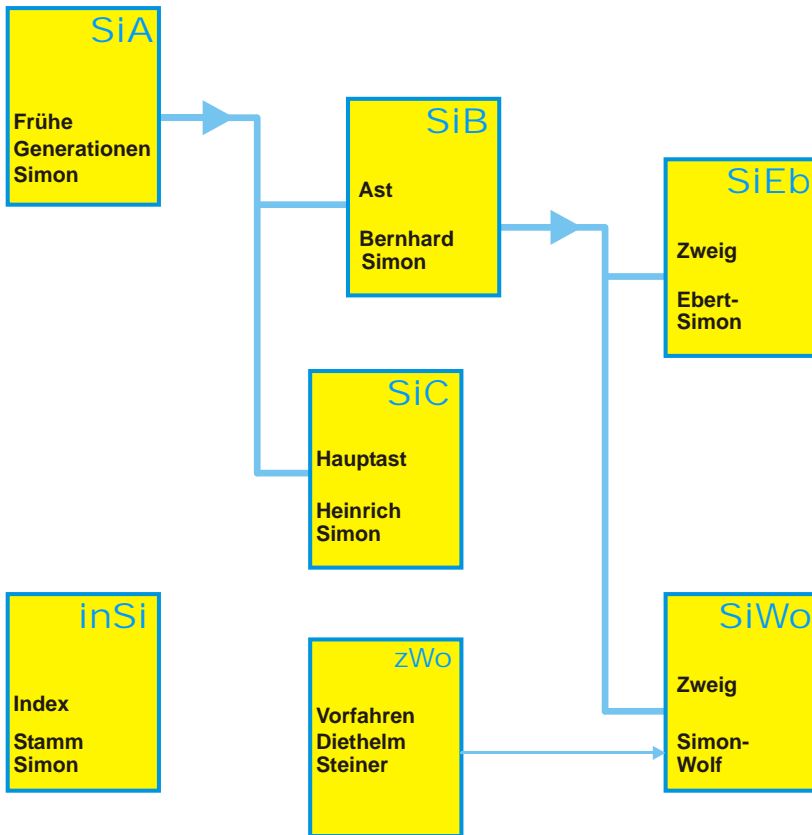 SiA
Frühe
Generationen
Simon
SiB
Ast
Bernhard
Simon
SiEb
Zweig
Ebert-
Simon
SiC
Hauptast
Heinrich
Simon
inSi
Index
Stamm
Simon
zWo
Vorfahren
Diethelm
Steiner
SiWo
Zweig
Simon-
Wolf